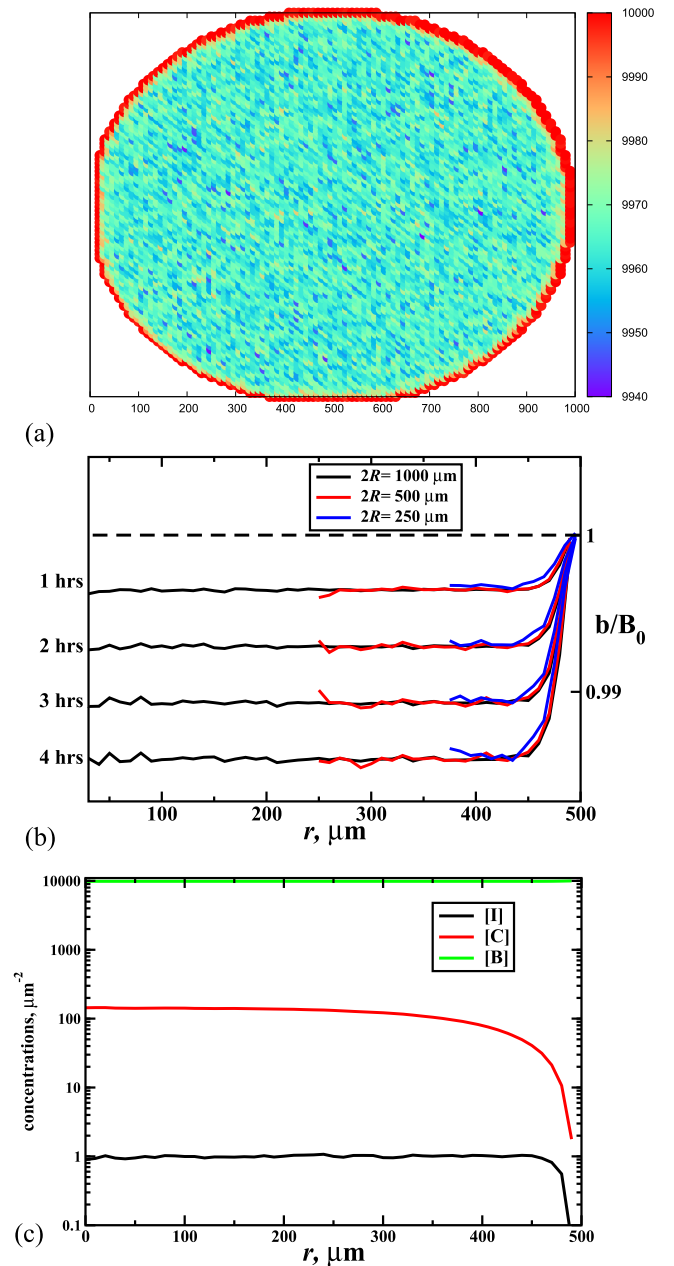 10000
9990
9980
9970
9960
9950
9940
0 100 200 300 400 500 600 700 800 900 1000
(a)
2R= 1000 μm
2R= 500 μm
2R= 250 μm
1
1 hrs
2 hrs
b/B0
3 hrs
0.99
4 hrs
100 200 300 400 500
r, μm
(b)
10000
1000
100
10
1
0.1
concentrations, μm-2
[I]
[C]
[B]
0 100 200 300 400 500
r, μm
(c)